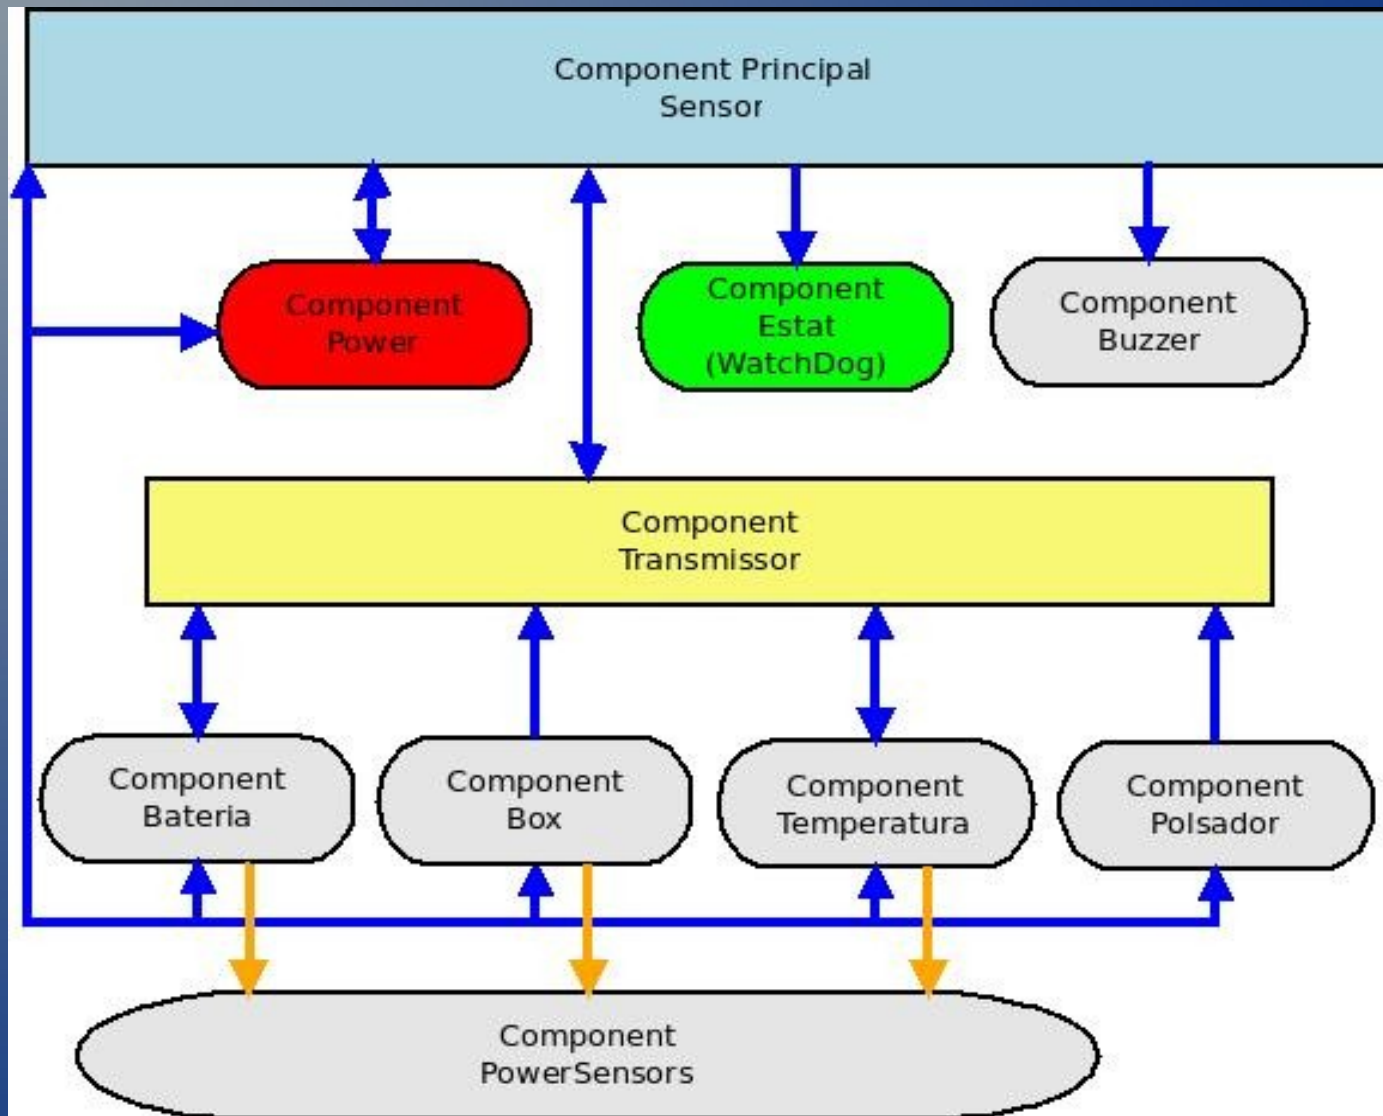 Component Principal
Sensor
Component
Power
Component
Estat
(WatchDog)
Component
Buzzer
Component
Transmissor
Component
Bateria
Component
Box
Component
Temperatura
Component
Polsador
Component
PowerSensors